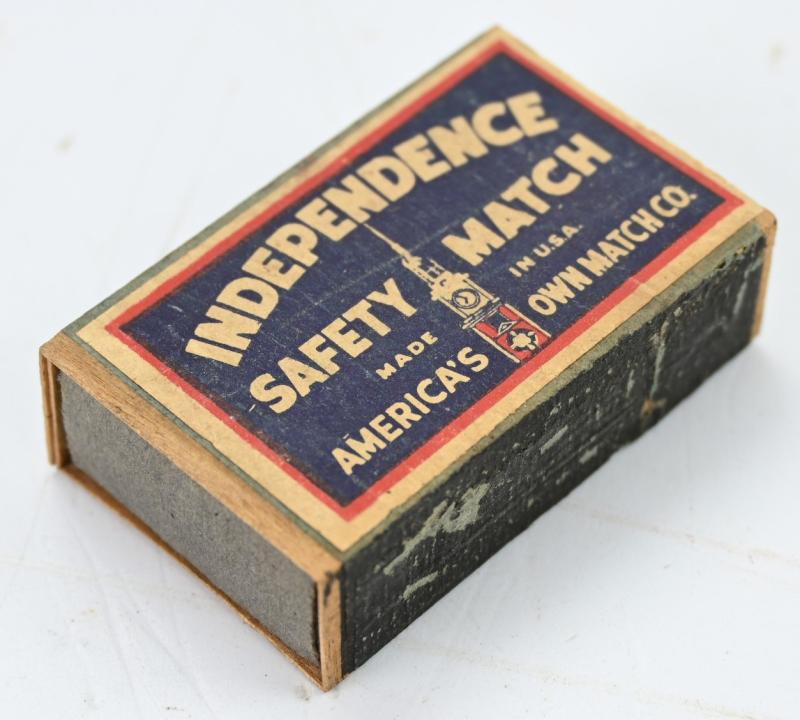 INDEPENDENCE
SAFETY MATCH
MADE IN U.S.A.
AMERICA'S OWN MATCH CO.